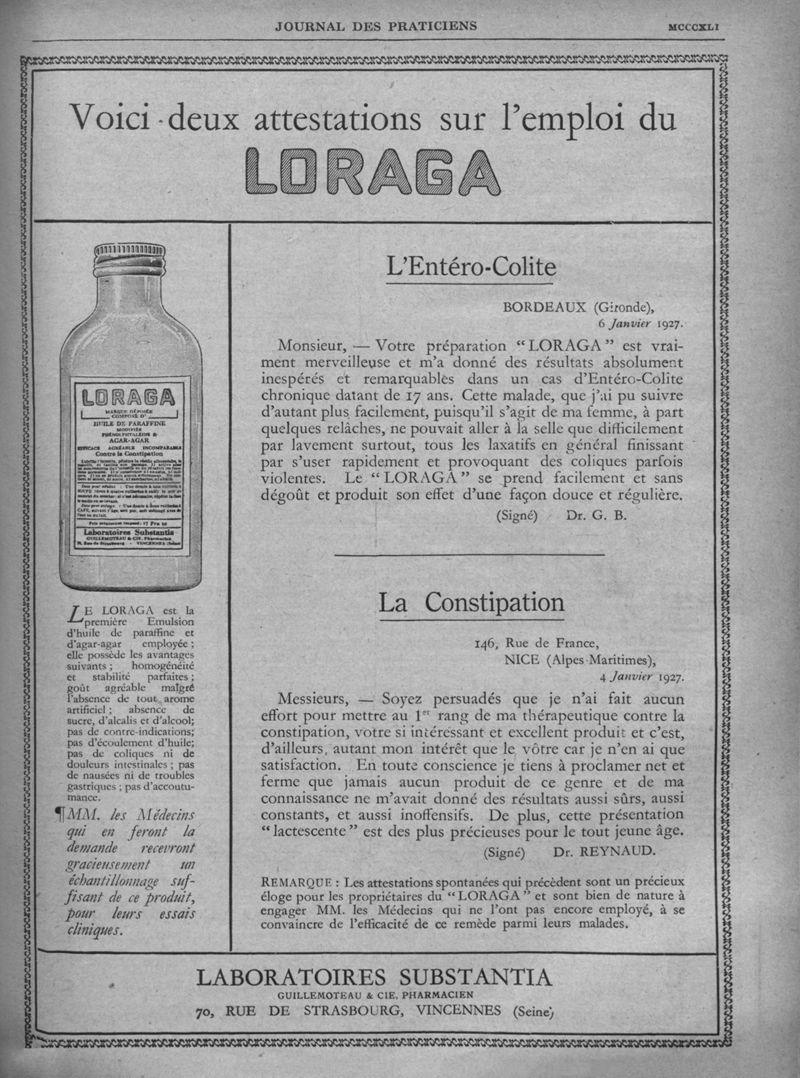 JOURNAL DES PRATICIENS
MCCCXLI
Voici deux attestations sur l'emploi du
LORAGA
LORAGA
MARQUE DÉPOSÉE
COMPOSÉ D'
HUILE DE PARAFFINE
AGAR-AGAR
EFFICACE AGRÉABLE INCOMPARABLE
Contre la Constipation
Laboratoires Substantia
GUILLEMOTEAU & CIE, Pharmacien
LE LORAGA est la
première Emulsion
d'huile de paraffine et
d'agar-agar employée ;
elle possède les avantages
suivants ; homogénéité
et stabilité parfaites ;
goût agréable malgré
l'absence de tout arome
artificiel ; absence de
sucre, d'alcalis et d'alcool;
pas de contre-indications;
pas d'écoulement d'huile;
pas de coliques ni de
douleurs intestinales ; pas
de nausées ni de troubles
gastriques ; pas d'accoutu-
mance.
¶ MM. les Médecins
qui en feront la
demande recevront
gracieusement un
échantillonnage suf-
fisant de ce produit,
pour leurs essais
cliniques.
L'Entéro-Colite
BORDEAUX (Gironde),
6 Janvier 1927.
Monsieur, — Votre préparation “LORAGA” est vrai-
ment merveilleuse et m'a donné des résultats absolument
inespérés et remarquables dans un cas d'Entéro-Colite
chronique datant de 17 ans. Cette malade, que j'ai pu suivre
d'autant plus facilement, puisqu'il s'agit de ma femme, à part
quelques relâches, ne pouvait aller à la selle que difficilement
par lavement surtout, tous les laxatifs en général finissant
par s'user rapidement et provoquant des coliques parfois
violentes. Le “LORAGA” se prend facilement et sans
dégoût et produit son effet d'une façon douce et régulière.
(Signé) Dr. G. B.
La Constipation
146, Rue de France,
NICE (Alpes-Maritimes),
4 Janvier 1927.
Messieurs, — Soyez persuadés que je n'ai fait aucun
effort pour mettre au 1er rang de ma thérapeutique contre la
constipation, votre si intéressant et excellent produit et c'est,
d'ailleurs, autant mon intérêt que le vôtre car je n'en ai que
satisfaction. En toute conscience je tiens à proclamer net et
ferme que jamais aucun produit de ce genre et de ma
connaissance ne m'avait donné des résultats aussi sûrs, aussi
constants, et aussi inoffensifs. De plus, cette présentation
“lactescente” est des plus précieuses pour le tout jeune âge.
(Signé) Dr. REYNAUD.
REMARQUE : Les attestations spontanées qui précèdent sont un précieux
éloge pour les propriétaires du “LORAGA” et sont bien de nature à
engager MM. les Médecins qui ne l'ont pas encore employé, à se
convaincre de l'efficacité de ce remède parmi leurs malades.
LABORATOIRES SUBSTANTIA
GUILLEMOTEAU & CIE, PHARMACIEN
70, RUE DE STRASBOURG, VINCENNES (Seine)